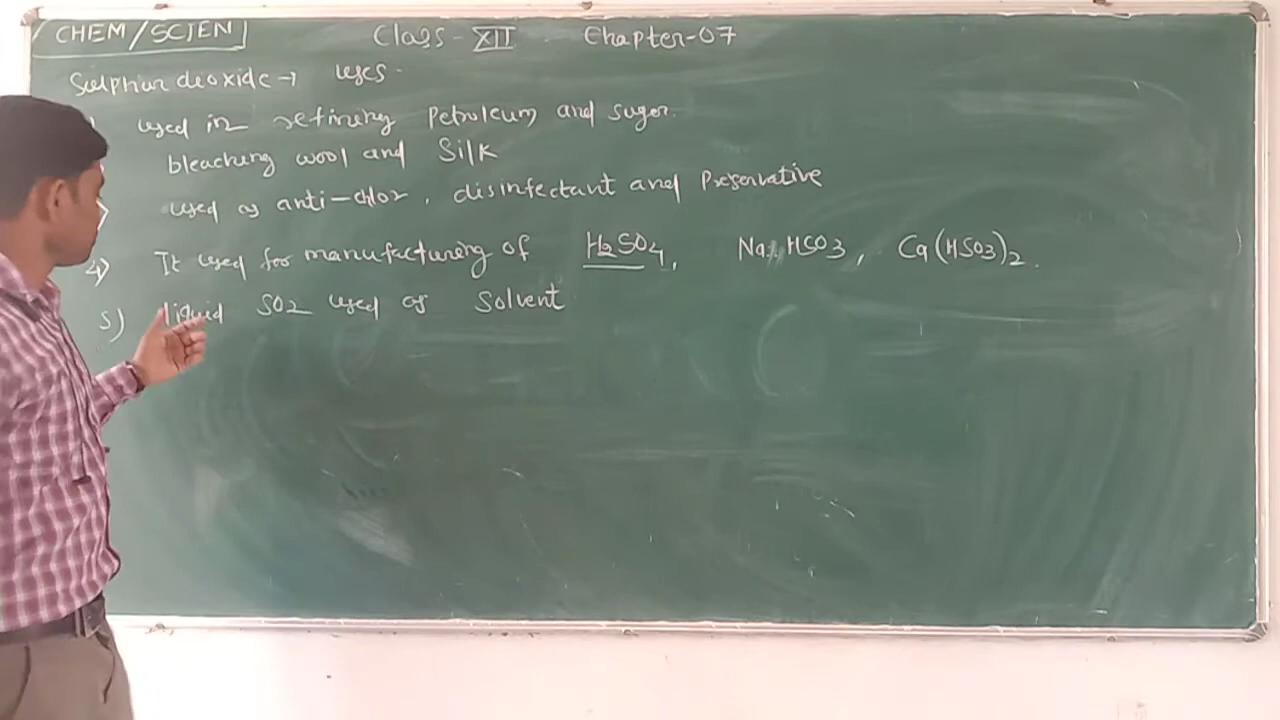 CHEM/SCIEN Class-XII Chapter-07
Sulphur deoxide → uses.
used in refining Petroleum and suger.
bleaching wool and Silk
used as anti-chlor, disinfectant and Preservative
4) It used for manufacturing of H2SO4, NaHSO3, Ca(HSO3)2.
5) liquid SO2 used as Solvent